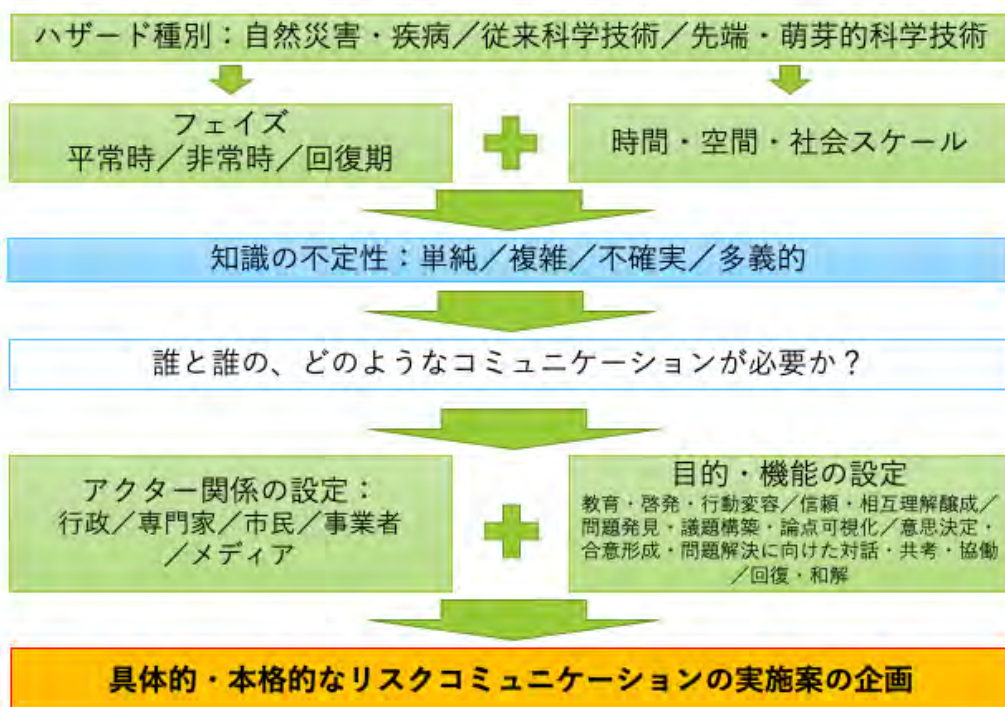 ハザード種別：自然災害・疾病／従来科学技術／先端・萌芽的科学技術
フェイズ
平常時／非常時／回復期
時間・空間・社会スケール
知識の不定性：単純／複雑／不確実／多義的
誰と誰の、どのようなコミュニケーションが必要か？
アクター関係の設定：
行政／専門家／市民／事業者
／メディア
目的・機能の設定
教育・啓発・行動変容／信頼・相互理解醸成／
問題発見・議題構築・論点可視化／意思決定・
合意形成・問題解決に向けた対話・共考・協働
／回復・和解
具体的・本格的なリスクコミュニケーションの実施案の企画